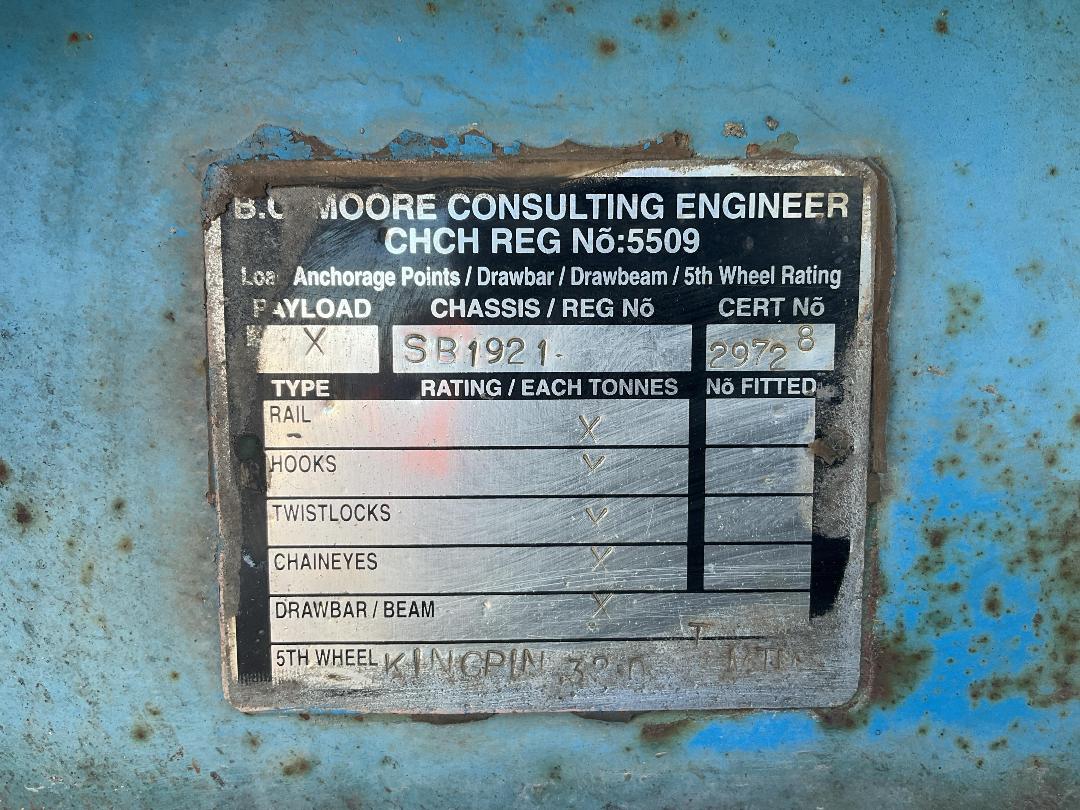 MOORE CONSULTING ENGINEER
CHCH REG Nõ:5509
Anchorage Points / Drawbar / Drawbeam / 5th Wheel Rating
PAYLOAD CHASSIS / REG Nõ CERT Nõ
X SB1921. 29728
TYPE RATING / EACH TONNES Nõ FITTED
RAIL X
HOOKS
TWISTLOCKS
CHAINEYES X
DRAWBAR / BEAM X
5TH WHEEL KINGPIN